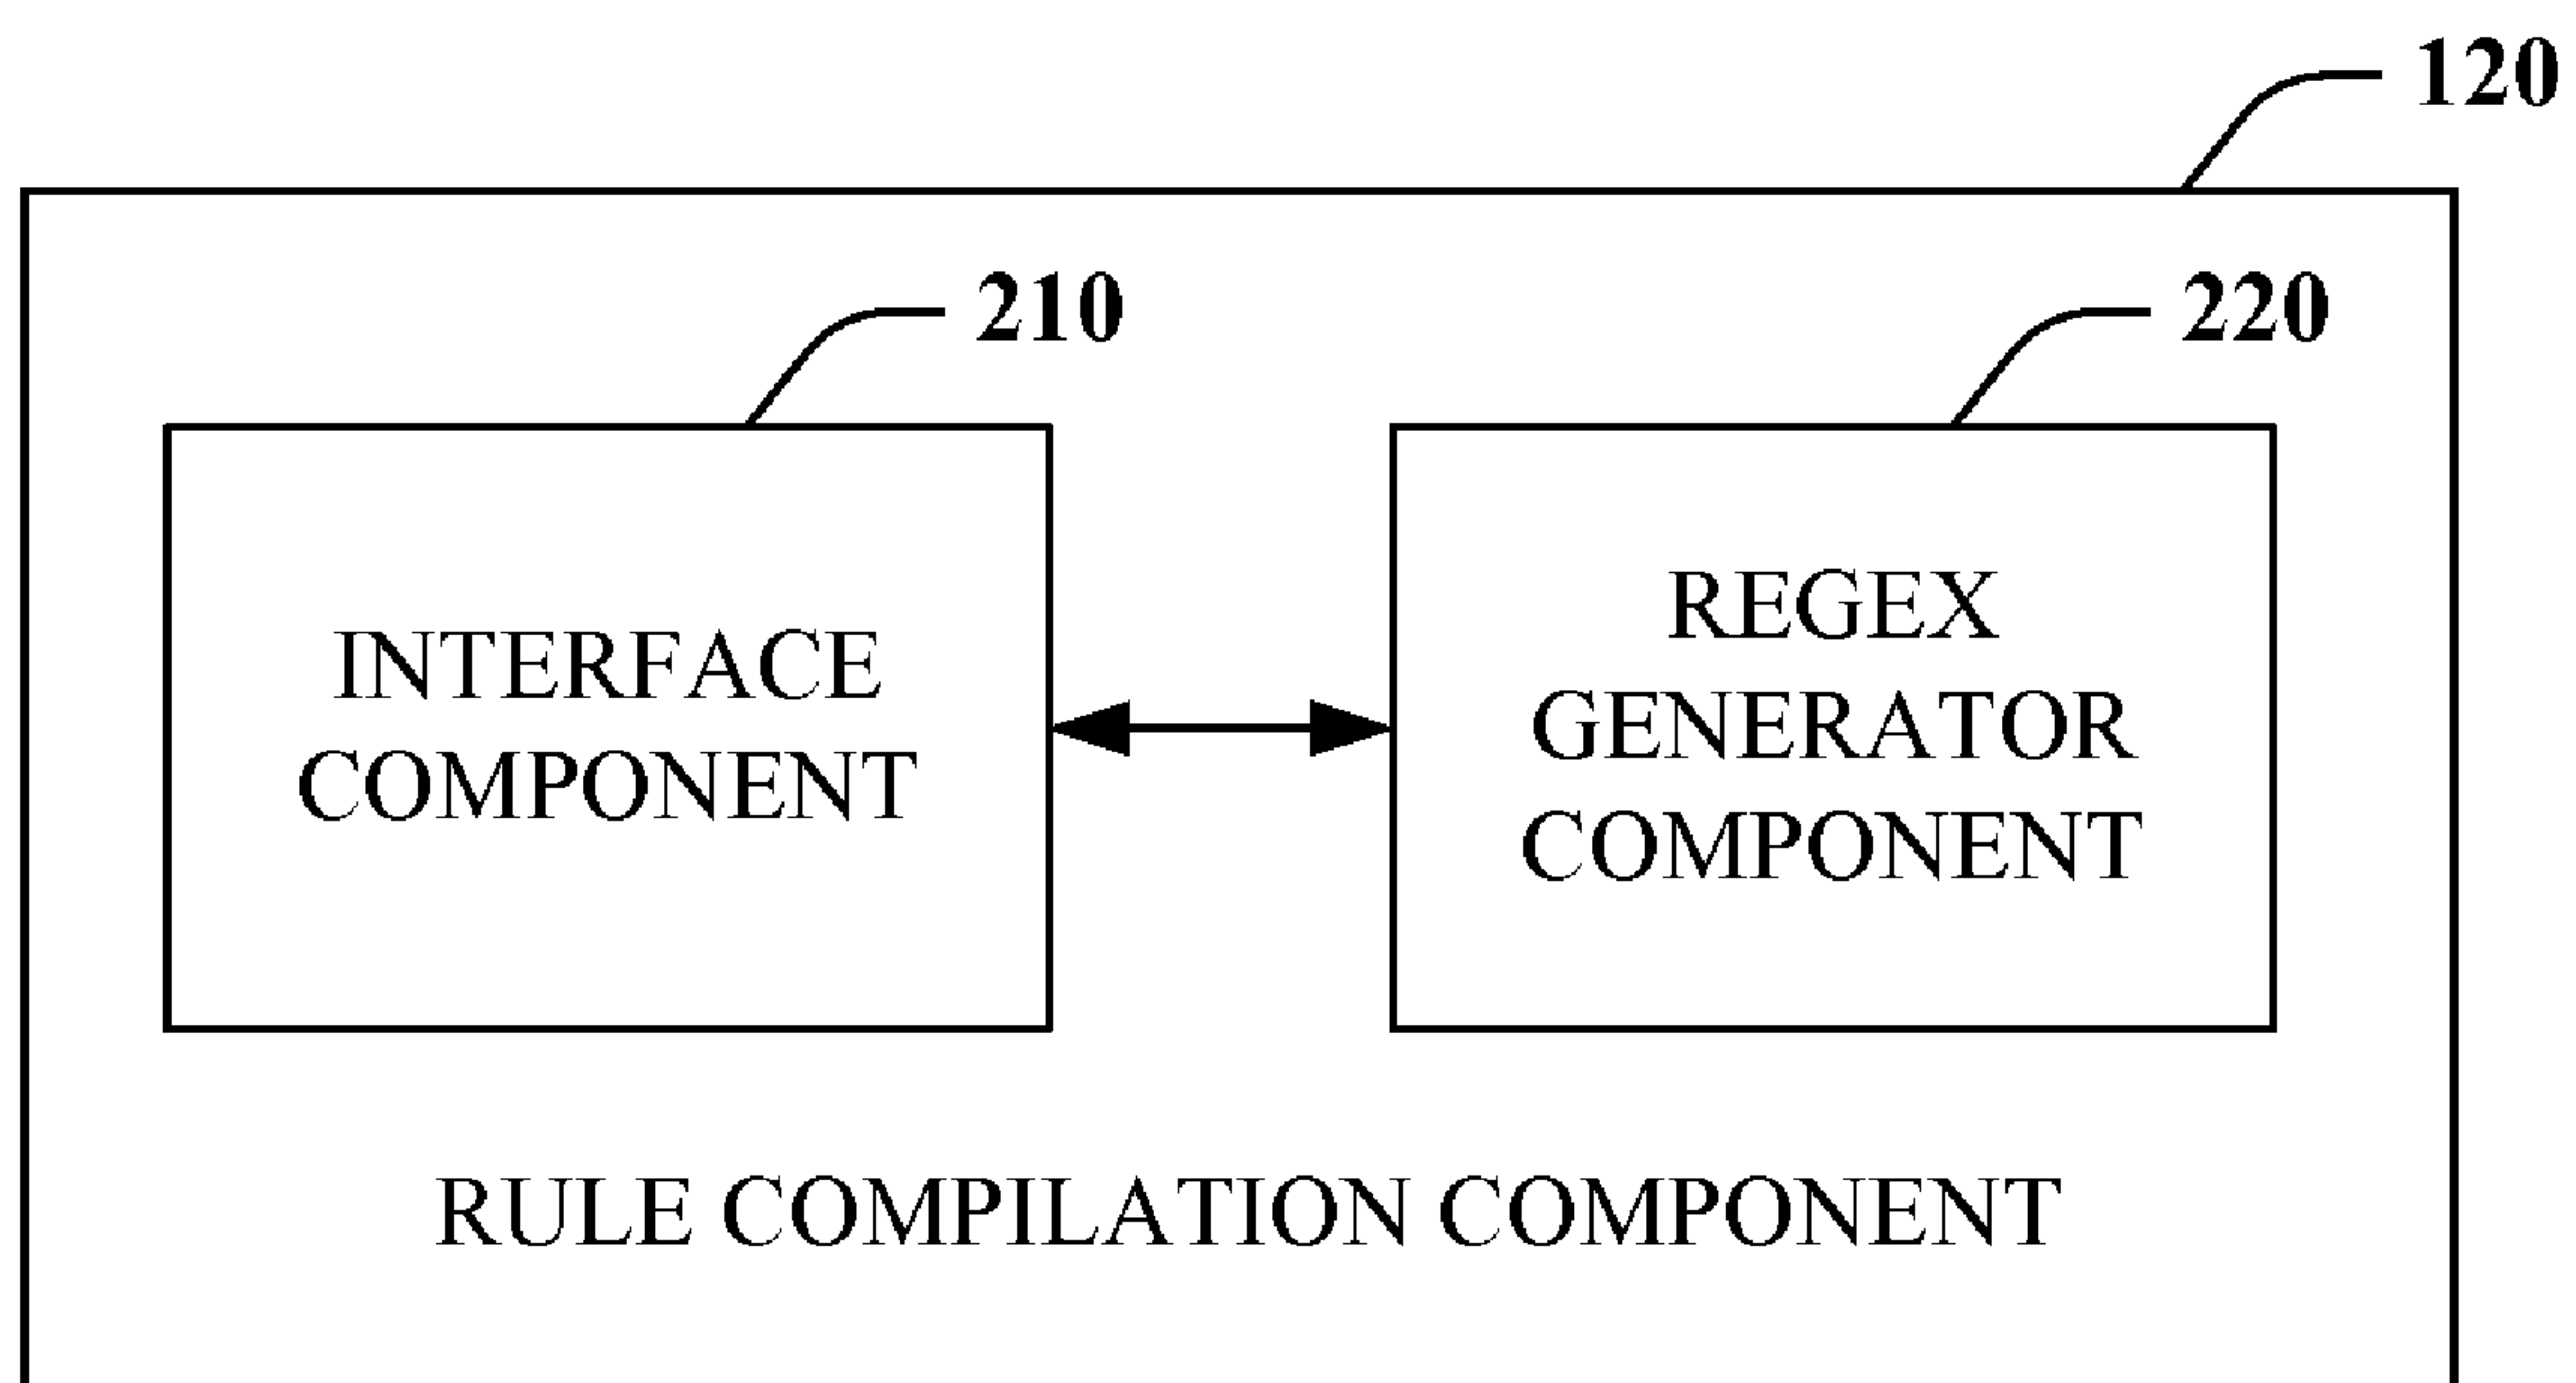 120
210
220
INTERFACE
COMPONENT
REGEX
GENERATOR
COMPONENT
RULE COMPILATION COMPONENT